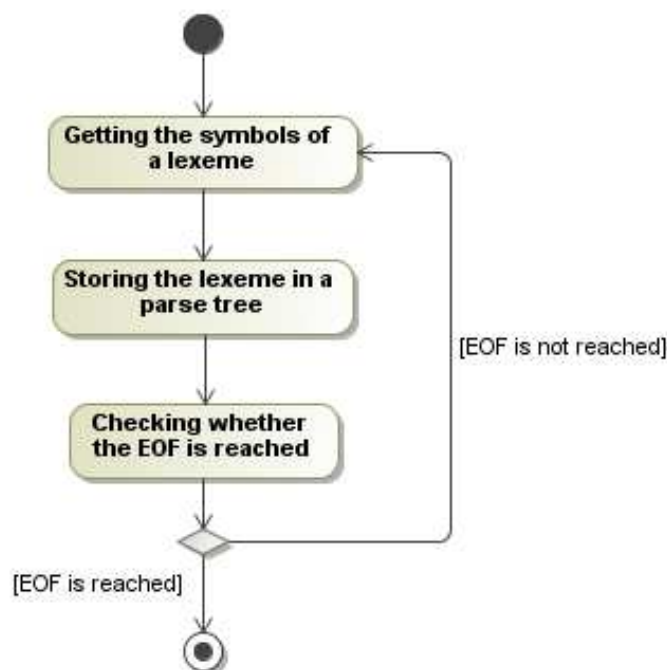 Getting the symbols of
a lexeme
Storing the lexeme in a
parse tree
[EOF is not reached]
Checking whether
the EOF is reached
[EOF is reached]